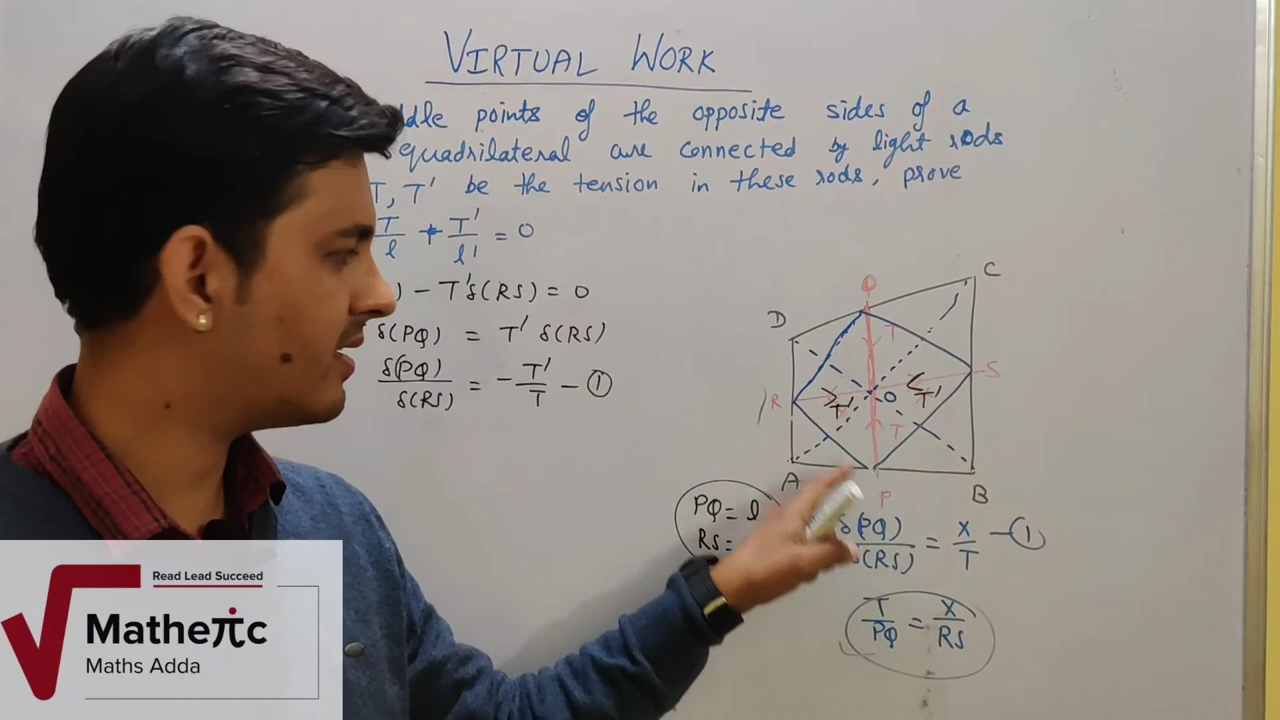 VIRTUAL WORK
ddle points of the opposite sides of a
quadrilateral are connected by light rods
T, T' be the tension in these rods, prove
T/l + T'/l' = 0
) - T'δ(RS) = 0
δ(PQ) = T' δ(RS)
δ(PQ)/δ(RS) = - T'/T - ①
Q
C
D
T
S
R
O
T'
T'
T
A
P
B
PQ = l
RS =
δ(PQ)/δ(RS) = X/T - ①
T/PQ = X/RS
Read Lead Succeed
Matheπc
Maths Adda